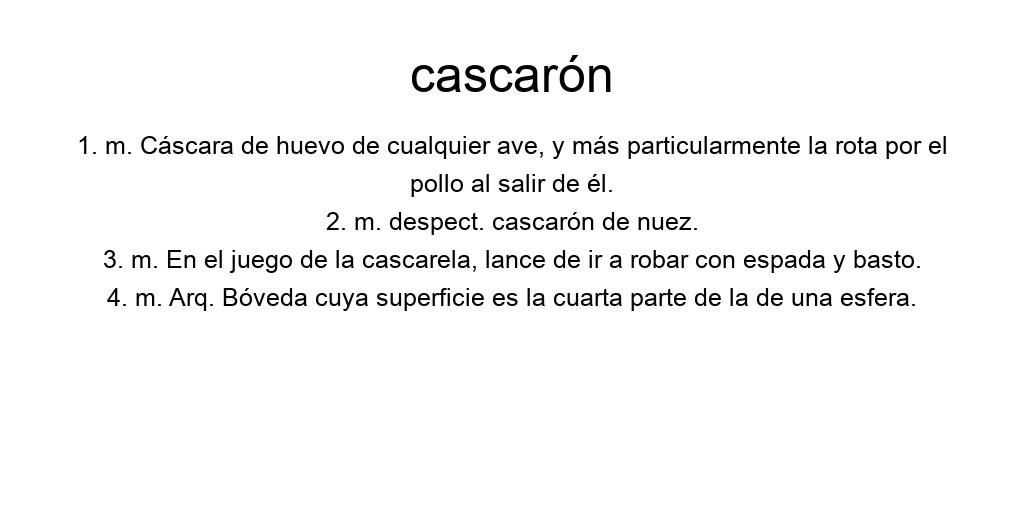 cascarón
1. m. Cáscara de huevo de cualquier ave, y más particularmente la rota por el
pollo al salir de él.
2. m. despect. cascarón de nuez.
3. m. En el juego de la cascarela, lance de ir a robar con espada y basto.
4. m. Arq. Bóveda cuya superficie es la cuarta parte de la de una esfera.